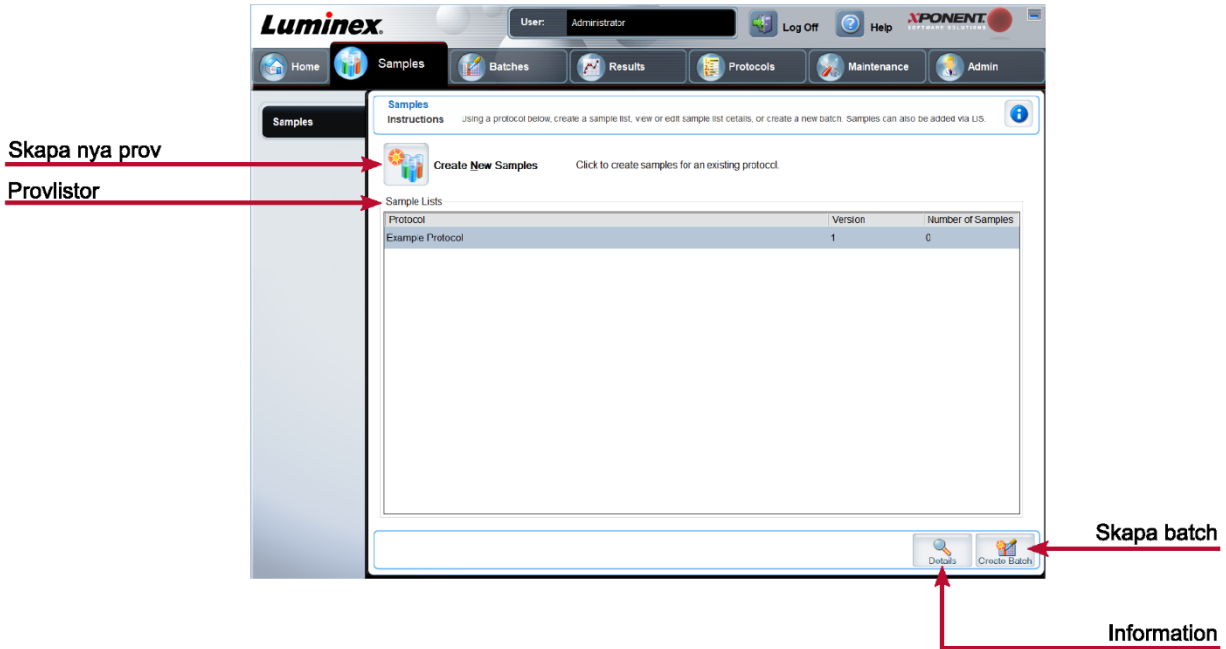 Luminex.
User: Administrator
Log Off
Help
XPONENT
SOFTWARE SOLUTIONS
Home
Samples
Batches
Results
Protocols
Maintenance
Admin
Samples
Samples
Instructions Using a protocol below, create a sample list, view or edit sample list details, or create a new batch. Samples can also be added via LIS.
Skapa nya prov
Create New Samples Click to create samples for an existing protocol.
Provlistor
Sample Lists
Protocol Version Number of Samples
Example Protocol 1 0
Details
Create Batch
Skapa batch
Information